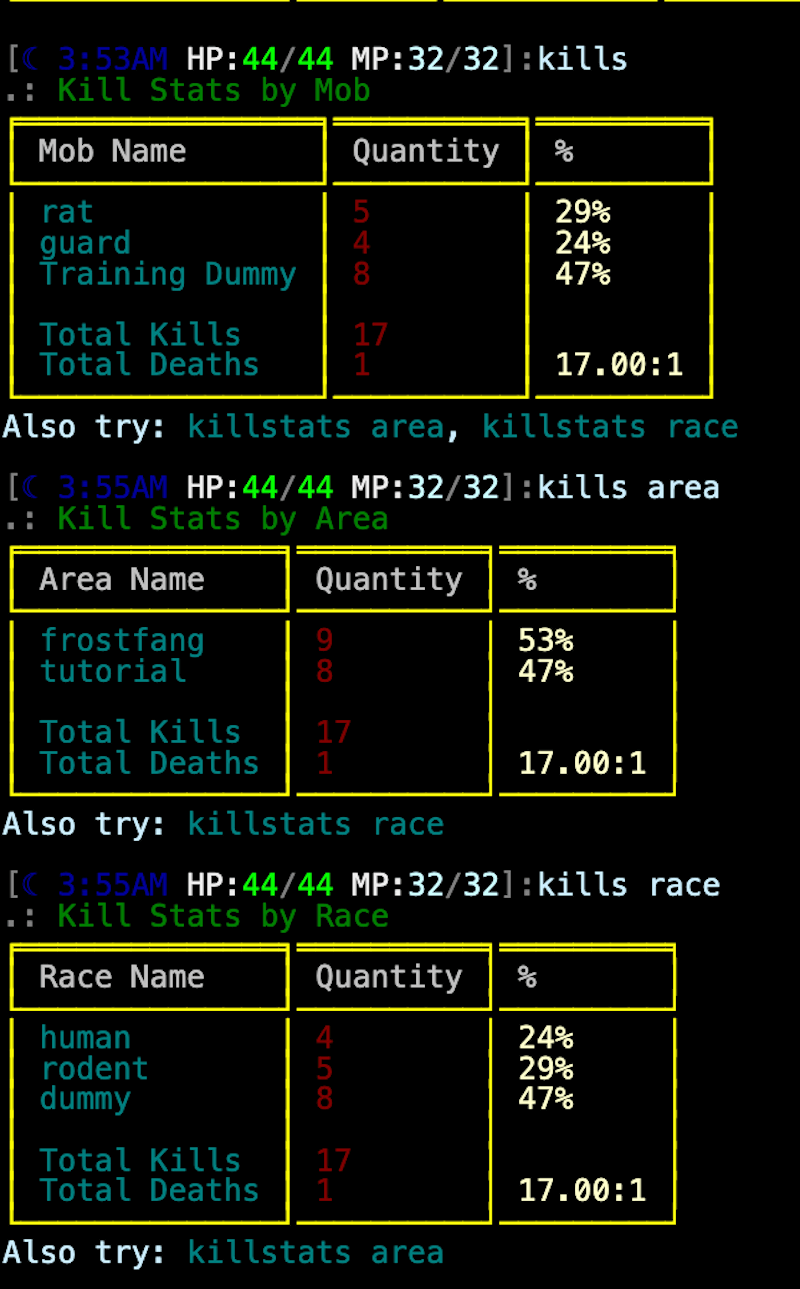 [☾ 3:53AM HP:44/44 MP:32/32]:kills
.: Kill Stats by Mob
Mob Name Quantity %
rat 5 29%
guard 4 24%
Training Dummy 8 47%
Total Kills 17
Total Deaths 1 17.00:1
Also try: killstats area, killstats race
[☾ 3:55AM HP:44/44 MP:32/32]:kills area
.: Kill Stats by Area
Area Name Quantity %
frostfang 9 53%
tutorial 8 47%
Total Kills 17
Total Deaths 1 17.00:1
Also try: killstats race
[☾ 3:55AM HP:44/44 MP:32/32]:kills race
.: Kill Stats by Race
Race Name Quantity %
human 4 24%
rodent 5 29%
dummy 8 47%
Total Kills 17
Total Deaths 1 17.00:1
Also try: killstats area